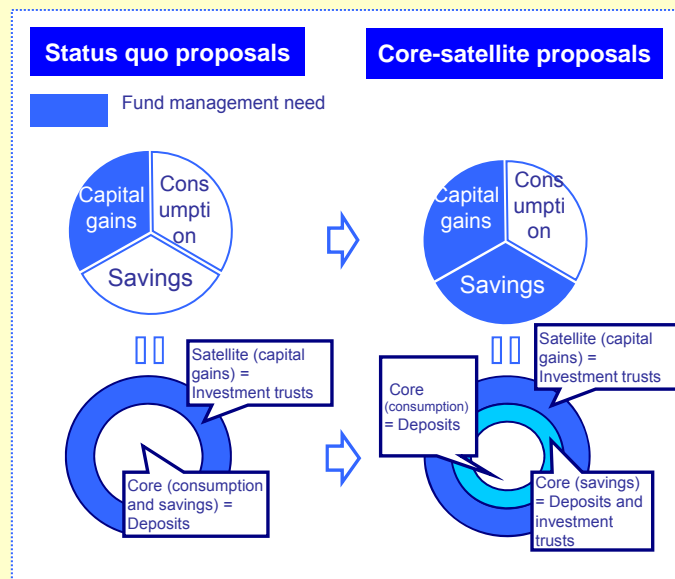 Status quo proposals
Core-satellite proposals
Fund management need
Capital
gains
Cons
umpti
on
Savings
Capital
gains
Cons
umpti
on
Savings
Satellite (capital
gains) =
Investment trusts
Core (consumption
and savings) =
Deposits
Satellite (capital
gains) =
Investment trusts
Core
(consumption)
= Deposits
Core (savings)
= Deposits and
investment
trusts